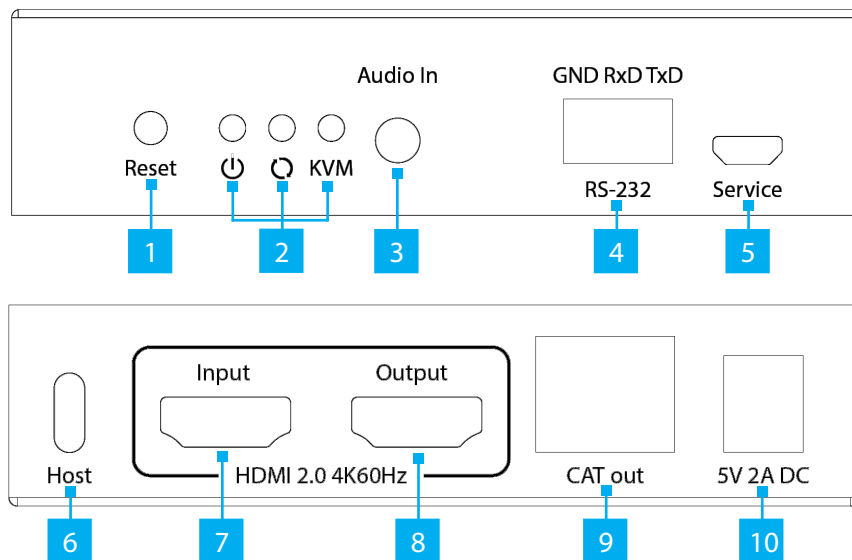 Audio In
GND RxD TxD
Reset
KVM
RS-232
Service
1
2
3
4
5
Input
Output
Host
HDMI 2.0 4K60Hz
CAT out
5V 2A DC
6
7
8
9
10